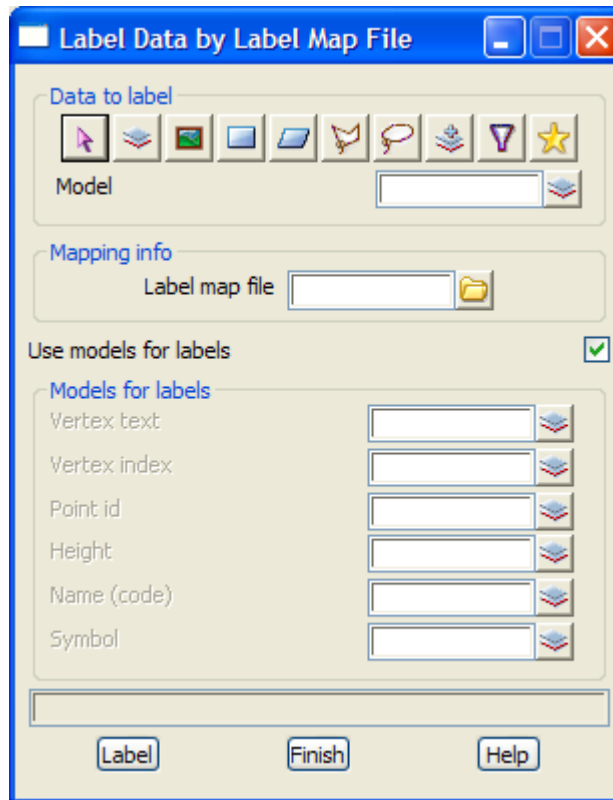 Label Data by Label Map File
Data to label
Model
Mapping info
Label map file
Use models for labels
Models for labels
Vertex text
Vertex index
Point id
Height
Name (code)
Symbol
Label Finish Help